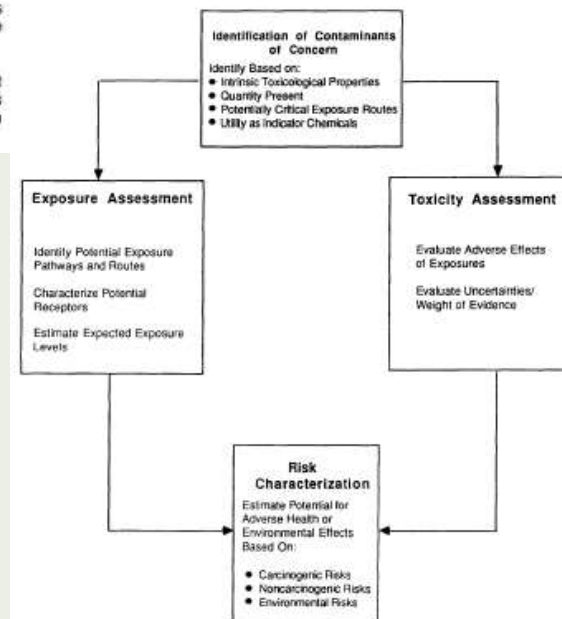 Identification of Contaminants
of Concern
Identify Based on:
● Intrinsic Toxicological Properties
● Quantity Present
● Potentially Critical Exposure Routes
● Utility as Indicator Chemicals
Exposure Assessment
Identify Potential Exposure
Pathways and Routes
Characterize Potential
Receptors
Estimate Expected Exposure
Levels
Toxicity Assessment
Evaluate Adverse Effects
of Exposures
Evaluate Uncertainties/
Weight of Evidence
Risk
Characterization
Estimate Potential for
Adverse Health or
Environmental Effects
Based On:
● Carcinogenic Risks
● Noncarcinogenic Risks
● Environmental Risks